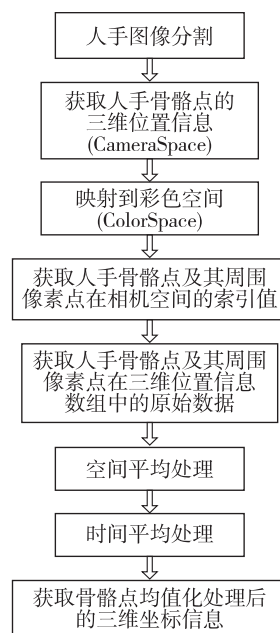 人手图像分割
获取人手骨骼点的
三维位置信息
(CameraSpace)
映射到彩色空间
(ColorSpace)
获取人手骨骼点及其周围
像素点在相机空间的索引值
获取人手骨骼点及其周围
像素点在三维位置信息
数组中的原始数据
空间平均处理
时间平均处理
获取骨骼点均值化处理后
的三维坐标信息